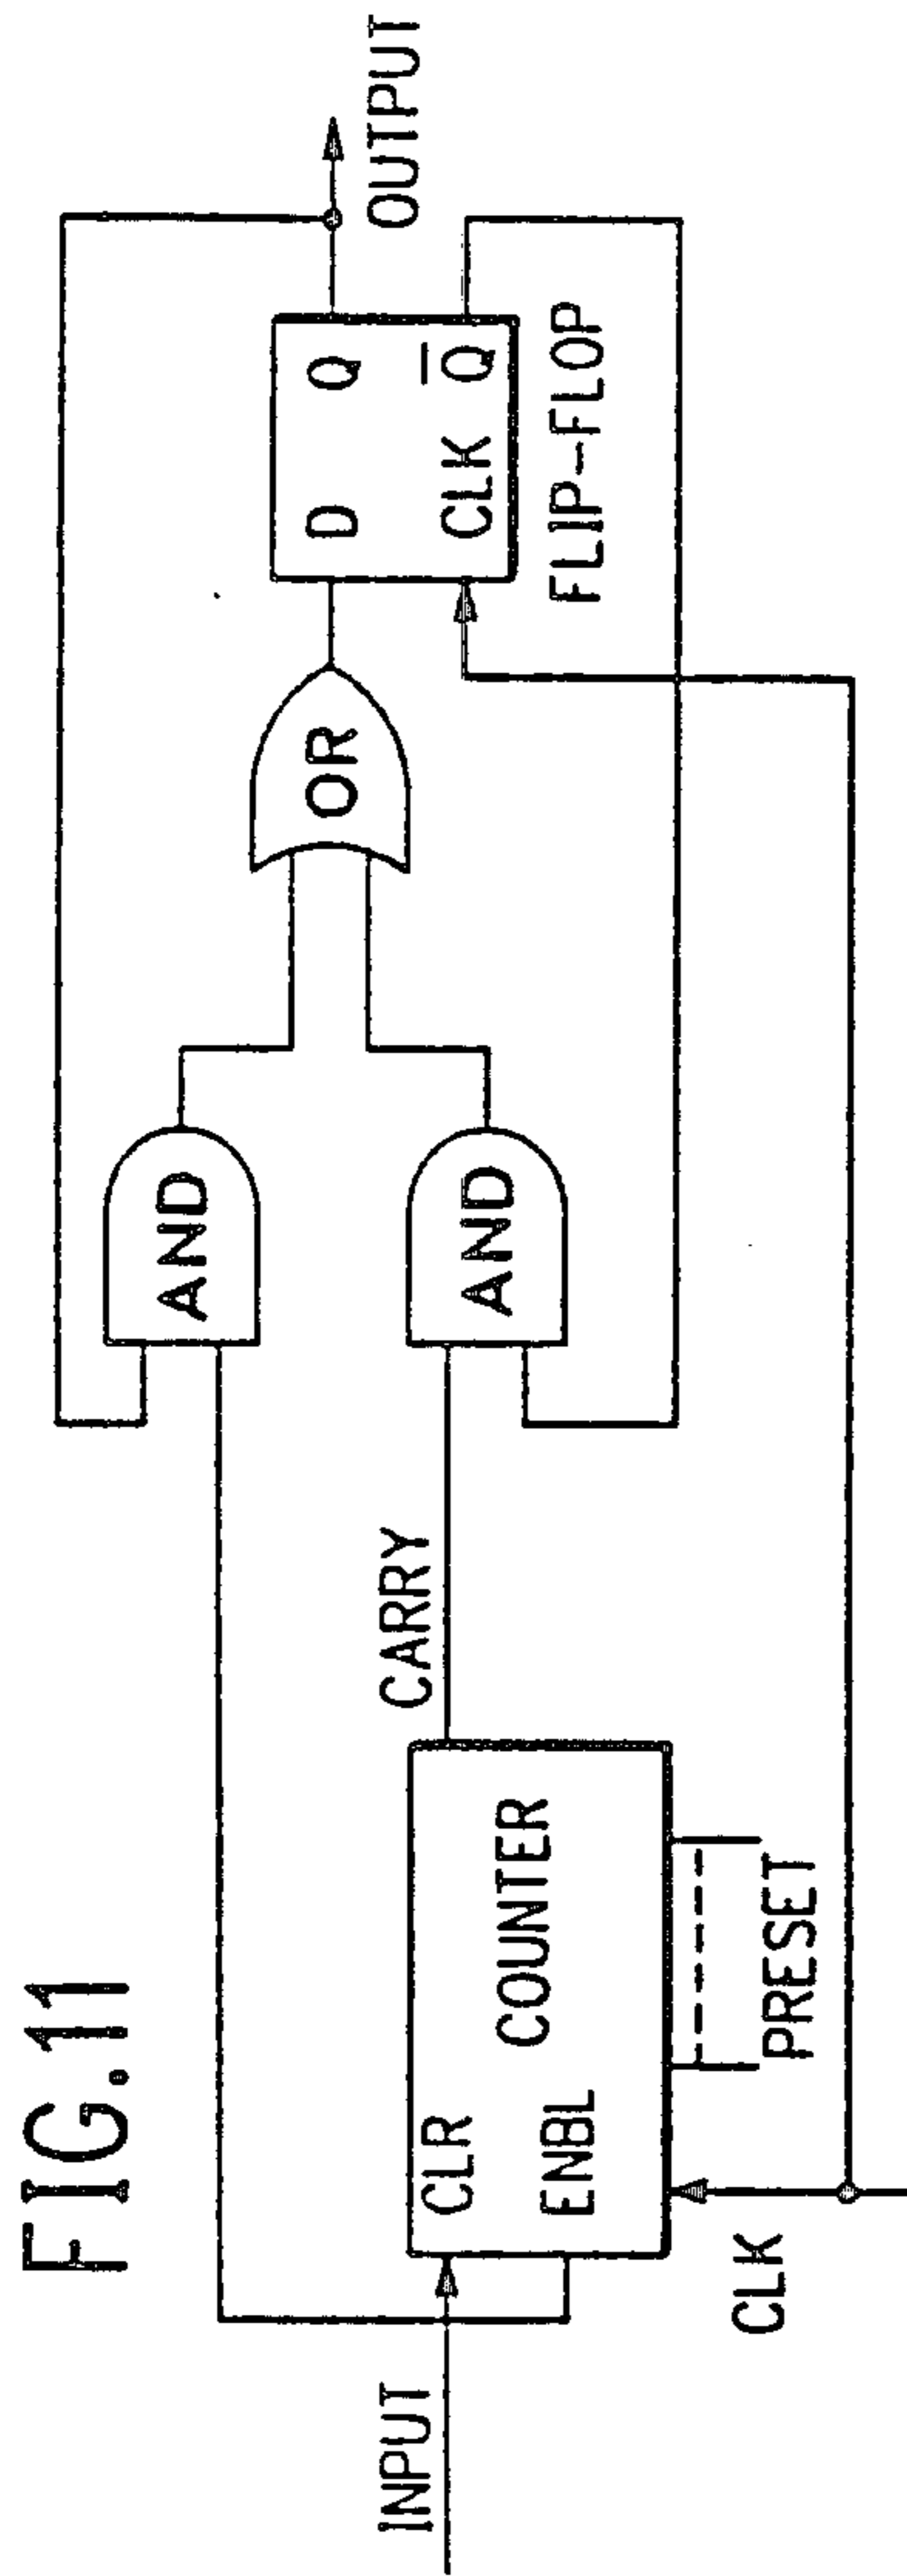 FIG.11
INPUT
CLR
ENBL
COUNTER
CLK
PRESET
CARRY
AND
AND
OR
D Q
CLK Q̅
FLIP-FLOP
OUTPUT